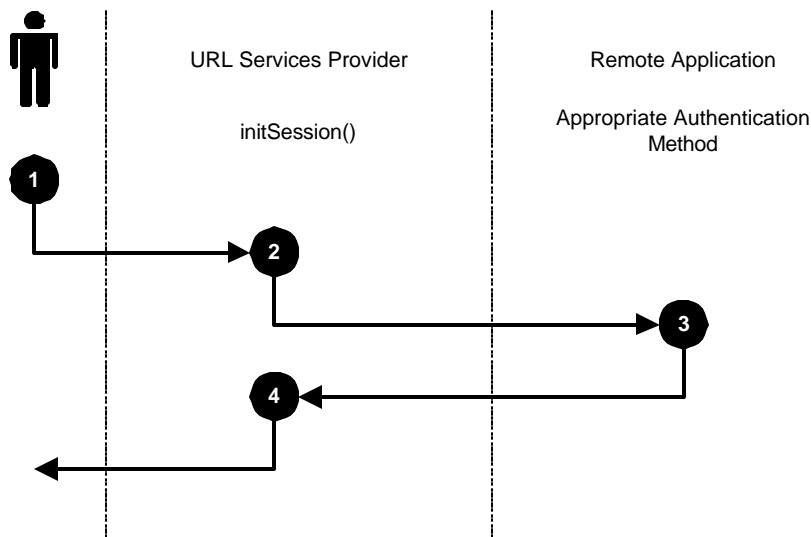 URL Services Provider
Remote Application
initSession()
Appropriate Authentication
Method
1
2
3
4